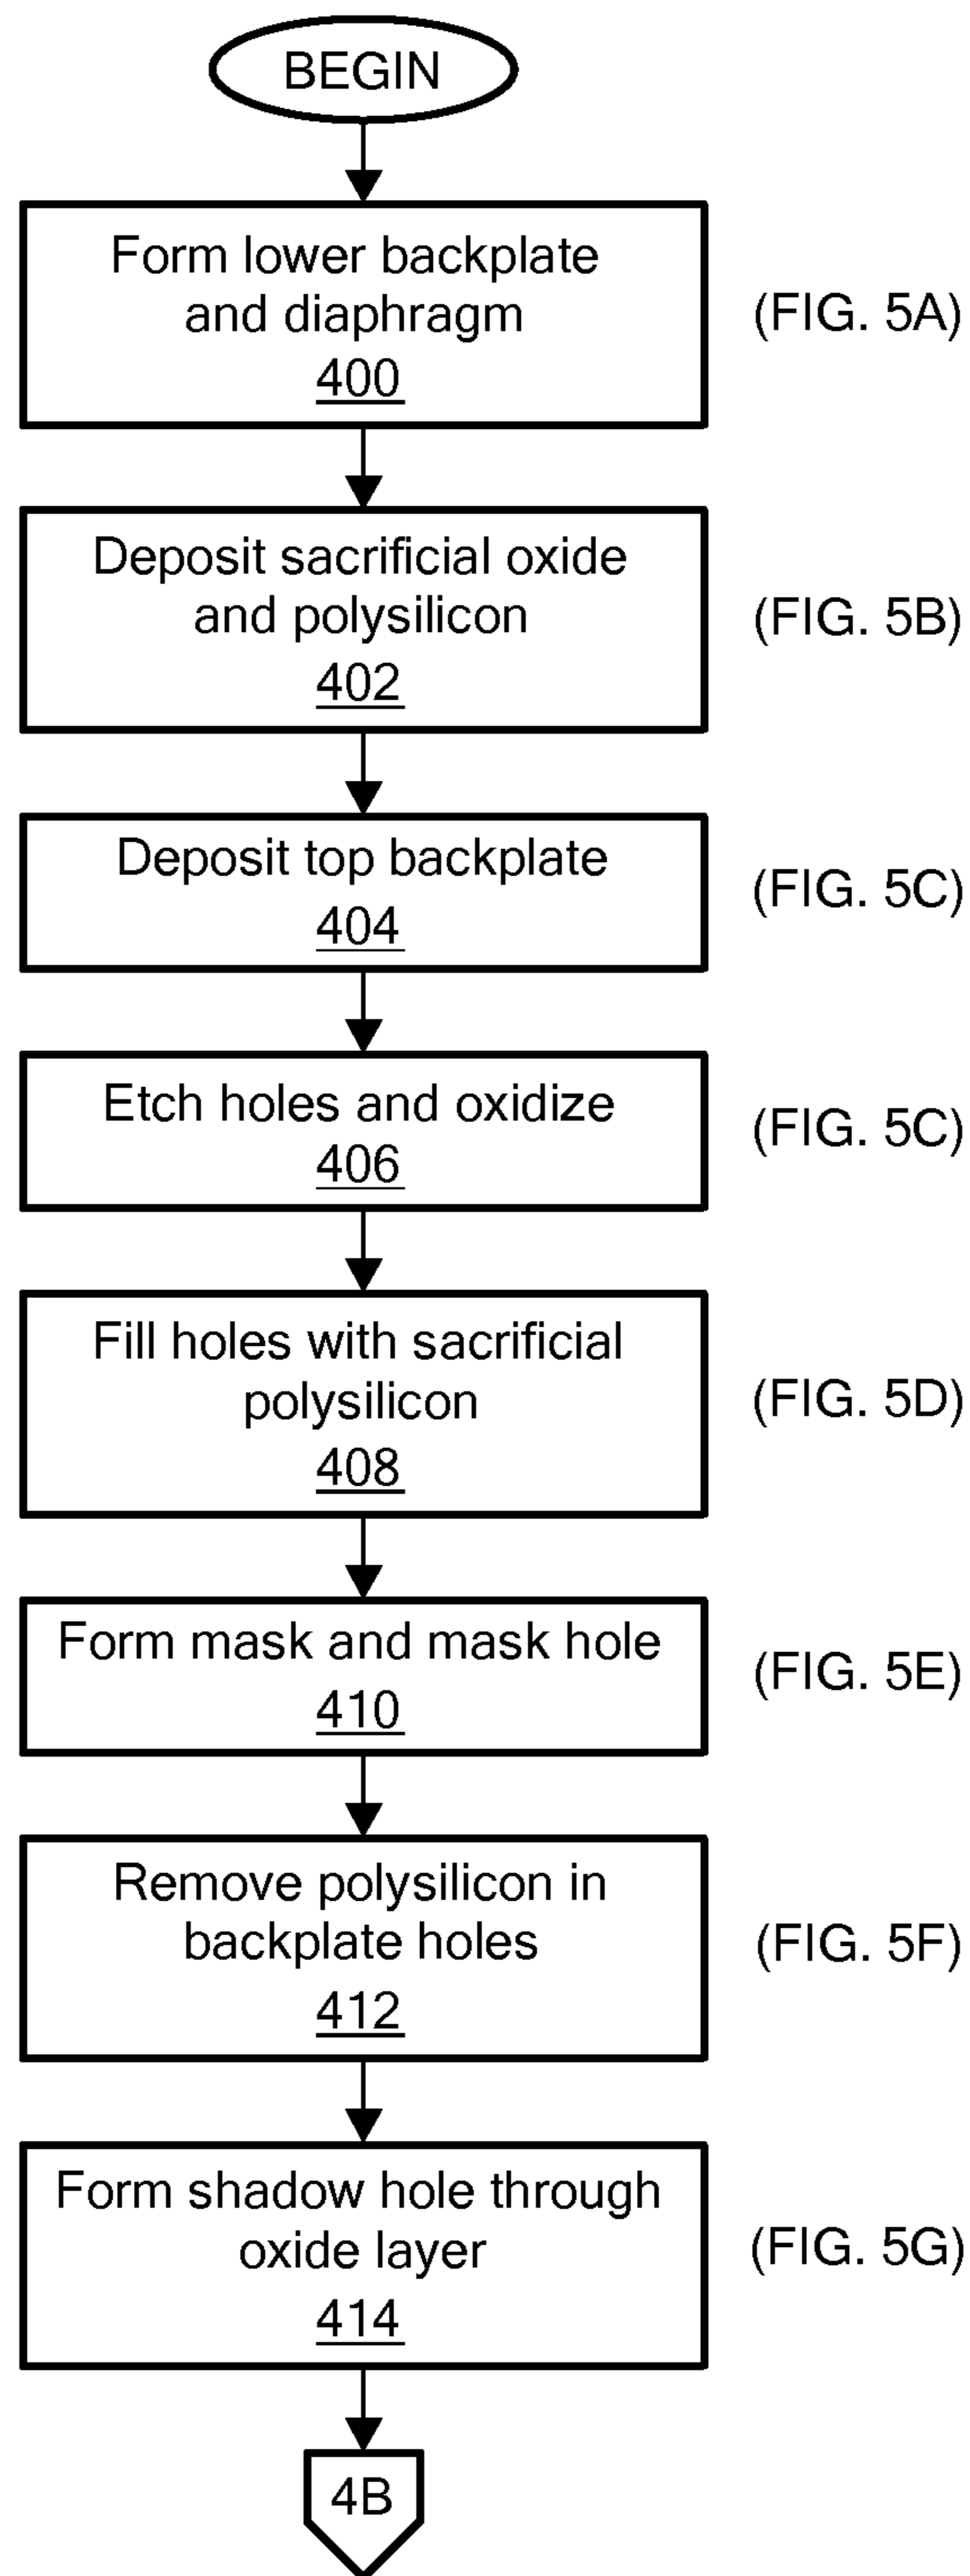 BEGIN
Form lower backplate
and diaphragm
400
(FIG. 5A)
Deposit sacrificial oxide
and polysilicon
402
(FIG. 5B)
Deposit top backplate
404
(FIG. 5C)
Etch holes and oxidize
406
(FIG. 5C)
Fill holes with sacrificial
polysilicon
408
(FIG. 5D)
Form mask and mask hole
410
(FIG. 5E)
Remove polysilicon in
backplate holes
412
(FIG. 5F)
Form shadow hole through
oxide layer
414
(FIG. 5G)
4B